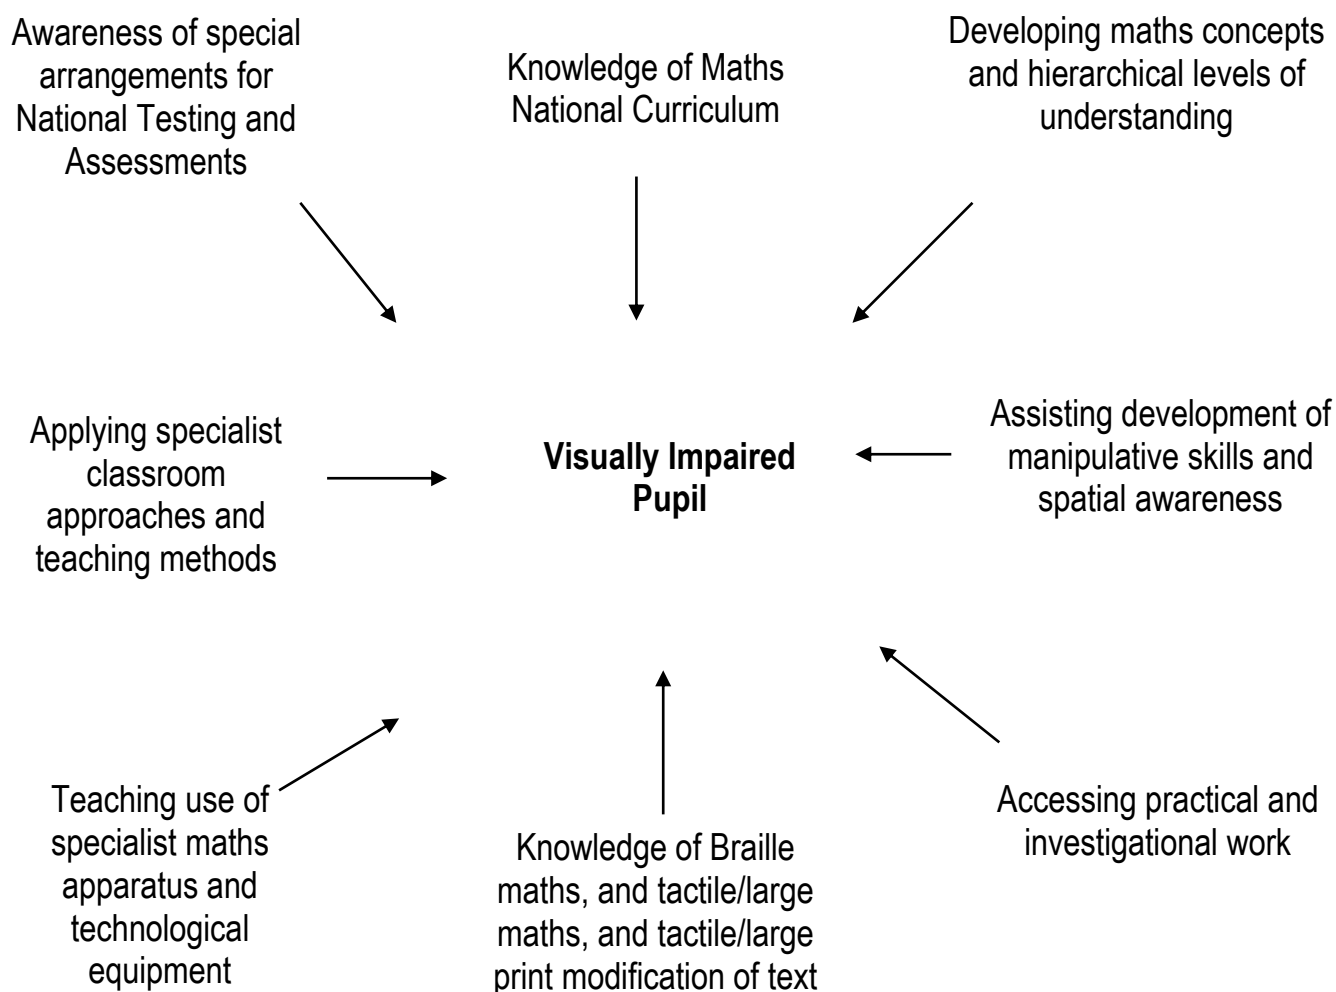 Awareness of special
arrangements for
National Testing and
Assessments
Knowledge of Maths
National Curriculum
Developing maths concepts
and hierarchical levels of
understanding
Applying specialist
classroom
approaches and
teaching methods
Visually Impaired
Pupil
Assisting development of
manipulative skills and
spatial awareness
Teaching use of
specialist maths
apparatus and
technological
equipment
Knowledge of Braille
maths, and tactile/large
maths, and tactile/large
print modification of text
Accessing practical and
investigational work